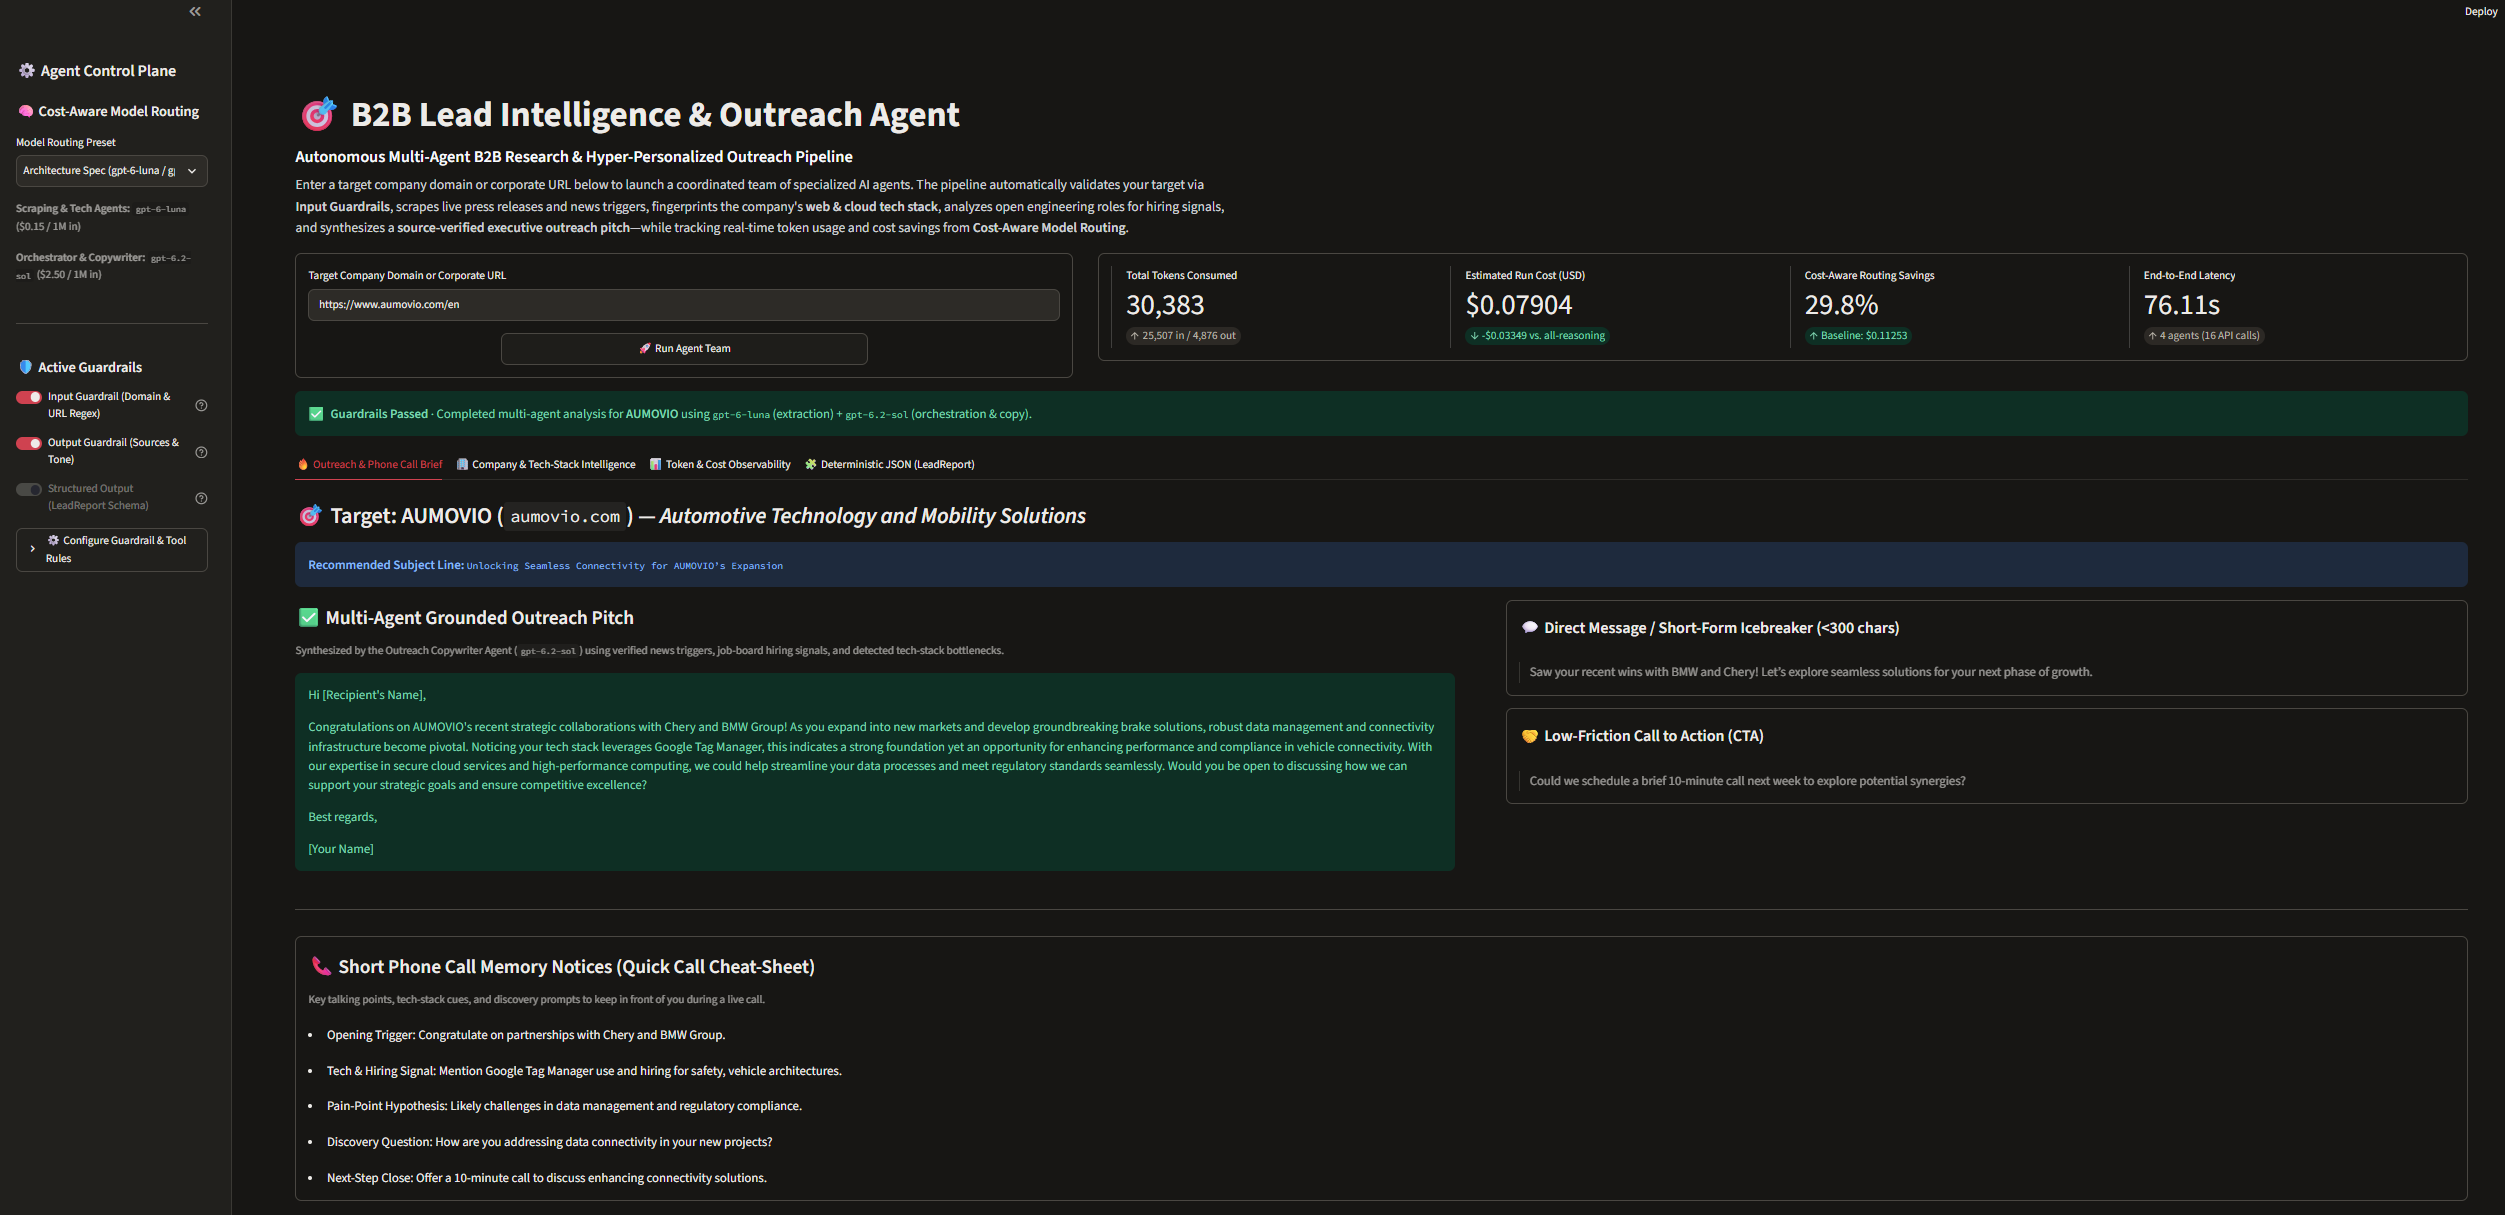 Deploy
Agent Control Plane
Cost-Aware Model Routing
Model Routing Preset
Architecture Spec (gpt-6-luna / g
Scraping & Tech Agents: gpt-6-luna
($0.15 / 1M in)
Orchestrator & Copywriter: gpt-6.2-
sol ($2.50 / 1M in)
Active Guardrails
Input Guardrail (Domain &
URL Regex)
Output Guardrail (Sources &
Tone)
Structured Output
(LeadReport Schema)
Configure Guardrail & Tool
Rules
B2B Lead Intelligence & Outreach Agent
Autonomous Multi-Agent B2B Research & Hyper-Personalized Outreach Pipeline
Enter a target company domain or corporate URL below to launch a coordinated team of specialized AI agents. The pipeline automatically validates your target via
Input Guardrails, scrapes live press releases and news triggers, fingerprints the company's web & cloud tech stack, analyzes open engineering roles for hiring signals,
and synthesizes a source-verified executive outreach pitch—while tracking real-time token usage and cost savings from Cost-Aware Model Routing.
Target Company Domain or Corporate URL
https://www.aumovio.com/en
Run Agent Team
Total Tokens Consumed
30,383
↑ 25,507 in / 4,876 out
Estimated Run Cost (USD)
$0.07904
↓ -$0.03349 vs. all-reasoning
Cost-Aware Routing Savings
29.8%
↑ Baseline: $0.11253
End-to-End Latency
76.11s
↑ 4 agents (16 API calls)
Guardrails Passed · Completed multi-agent analysis for AUMOVIO using gpt-6-luna (extraction) + gpt-6.2-sol (orchestration & copy).
Outreach & Phone Call Brief
Company & Tech-Stack Intelligence
Token & Cost Observability
Deterministic JSON (LeadReport)
Target: AUMOVIO ( aumovio.com ) — Automotive Technology and Mobility Solutions
Recommended Subject Line: Unlocking Seamless Connectivity for AUMOVIO's Expansion
Multi-Agent Grounded Outreach Pitch
Synthesized by the Outreach Copywriter Agent ( gpt-6.2-sol ) using verified news triggers, job-board hiring signals, and detected tech-stack bottlenecks.
Hi [Recipient's Name],
Congratulations on AUMOVIO's recent strategic collaborations with Chery and BMW Group! As you expand into new markets and develop groundbreaking brake solutions, robust data management and connectivity
infrastructure become pivotal. Noticing your tech stack leverages Google Tag Manager, this indicates a strong foundation yet an opportunity for enhancing performance and compliance in vehicle connectivity. With
our expertise in secure cloud services and high-performance computing, we could help streamline your data processes and meet regulatory standards seamlessly. Would you be open to discussing how we can
support your strategic goals and ensure competitive excellence?
Best regards,
[Your Name]
Direct Message / Short-Form Icebreaker (<300 chars)
Saw your recent wins with BMW and Chery! Let's explore seamless solutions for your next phase of growth.
Low-Friction Call to Action (CTA)
Could we schedule a brief 10-minute call next week to explore potential synergies?
Short Phone Call Memory Notices (Quick Call Cheat-Sheet)
Key talking points, tech-stack cues, and discovery prompts to keep in front of you during a live call.
• Opening Trigger: Congratulate on partnerships with Chery and BMW Group.
• Tech & Hiring Signal: Mention Google Tag Manager use and hiring for safety, vehicle architectures.
• Pain-Point Hypothesis: Likely challenges in data management and regulatory compliance.
• Discovery Question: How are you addressing data connectivity in your new projects?
• Next-Step Close: Offer a 10-minute call to discuss enhancing connectivity solutions.